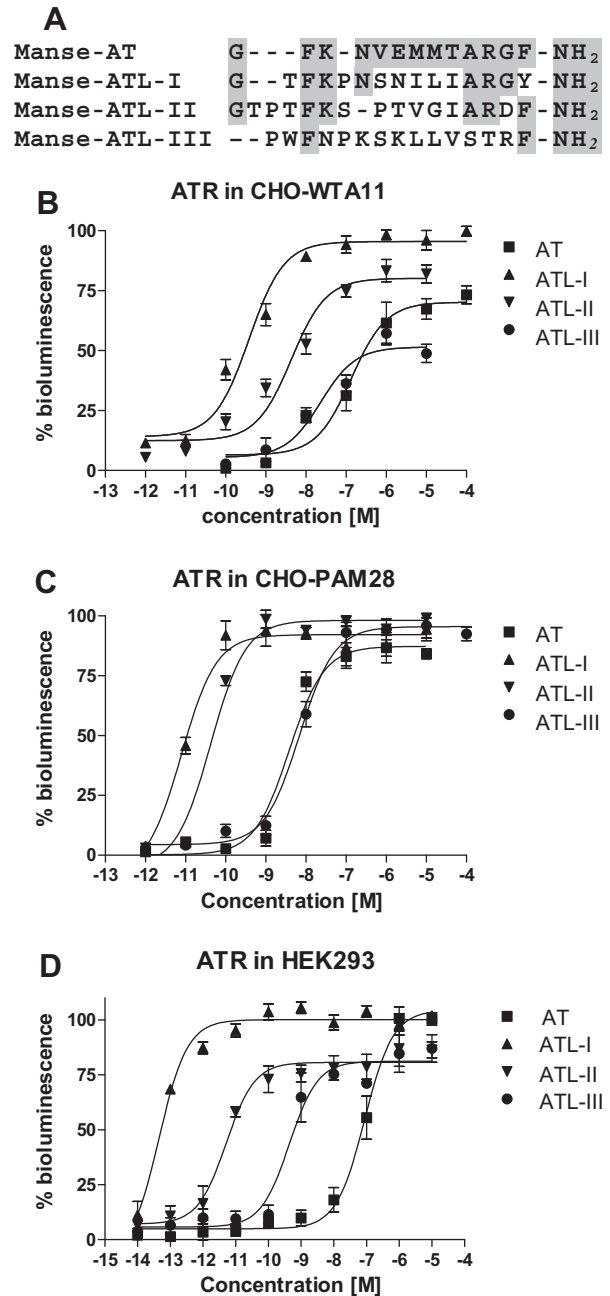 A
Manse-AT G---FK-NVEMMTARGF-NH2
Manse-ATL-I G--TFKPNSNILIARGY-NH2
Manse-ATL-II GTPTFKS-PTVGIARDF-NH2
Manse-ATL-III --PWFNPKSKLLVSTRF-NH2
B
ATR in CHO-WTA11
% bioluminescence
100
75
50
25
0
-13 -12 -11 -10 -9 -8 -7 -6 -5 -4
concentration [M]
AT
ATL-I
ATL-II
ATL-III
C
ATR in CHO-PAM28
% bioluminescence
100
75
50
25
0
-13 -12 -11 -10 -9 -8 -7 -6 -5 -4
Concentration [M]
AT
ATL-I
ATL-II
ATL-III
D
ATR in HEK293
% bioluminescence
100
75
50
25
0
-15 -14 -13 -12 -11 -10 -9 -8 -7 -6 -5 -4
Concentration [M]
AT
ATL-I
ATL-II
ATL-III